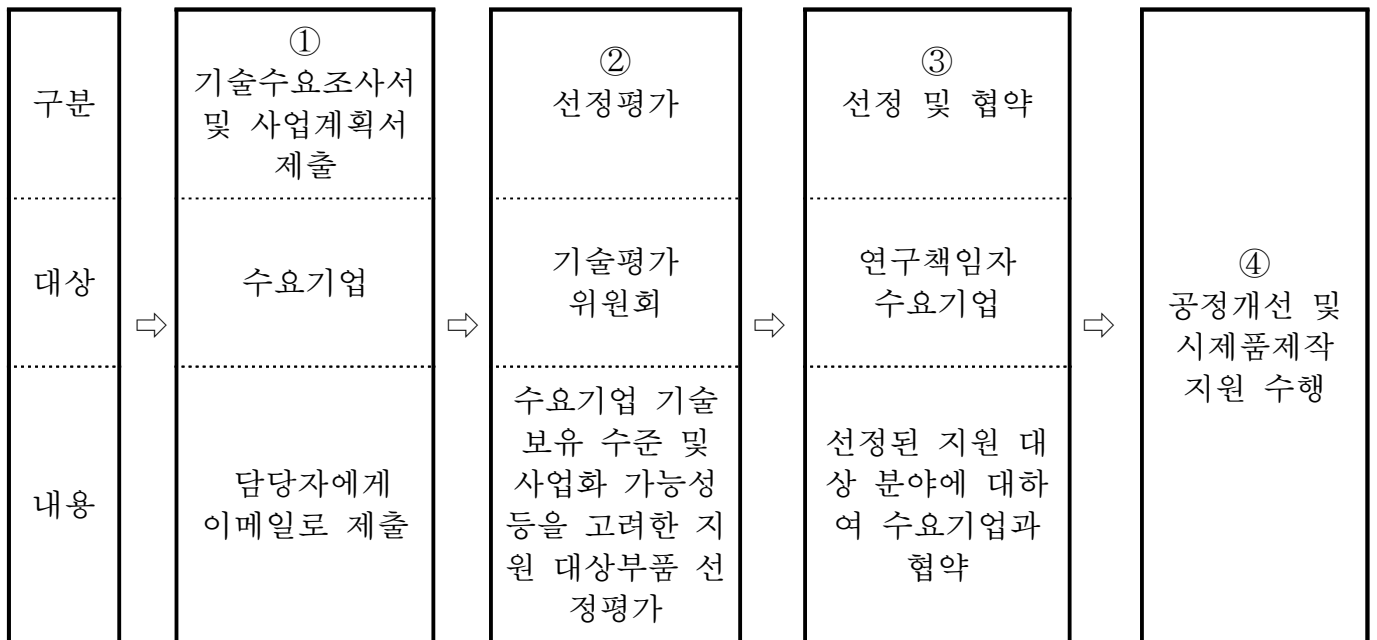 구분
대상
내용
⇨
①
기술수요조사서
및 사업계획서
제출
수요기업
담당자에게
이메일로 제출
⇨
②
선정평가
기술평가
위원회
수요기업 기술
보유 수준 및
사업화 가능성
등을 고려한 지
원 대상부품 선
정평가
⇨
③
선정 및 협약
연구책임자
수요기업
선정된 지원 대
상 분야에 대하
여 수요기업과
협약
⇨
④
공정개선 및
시제품제작
지원 수행